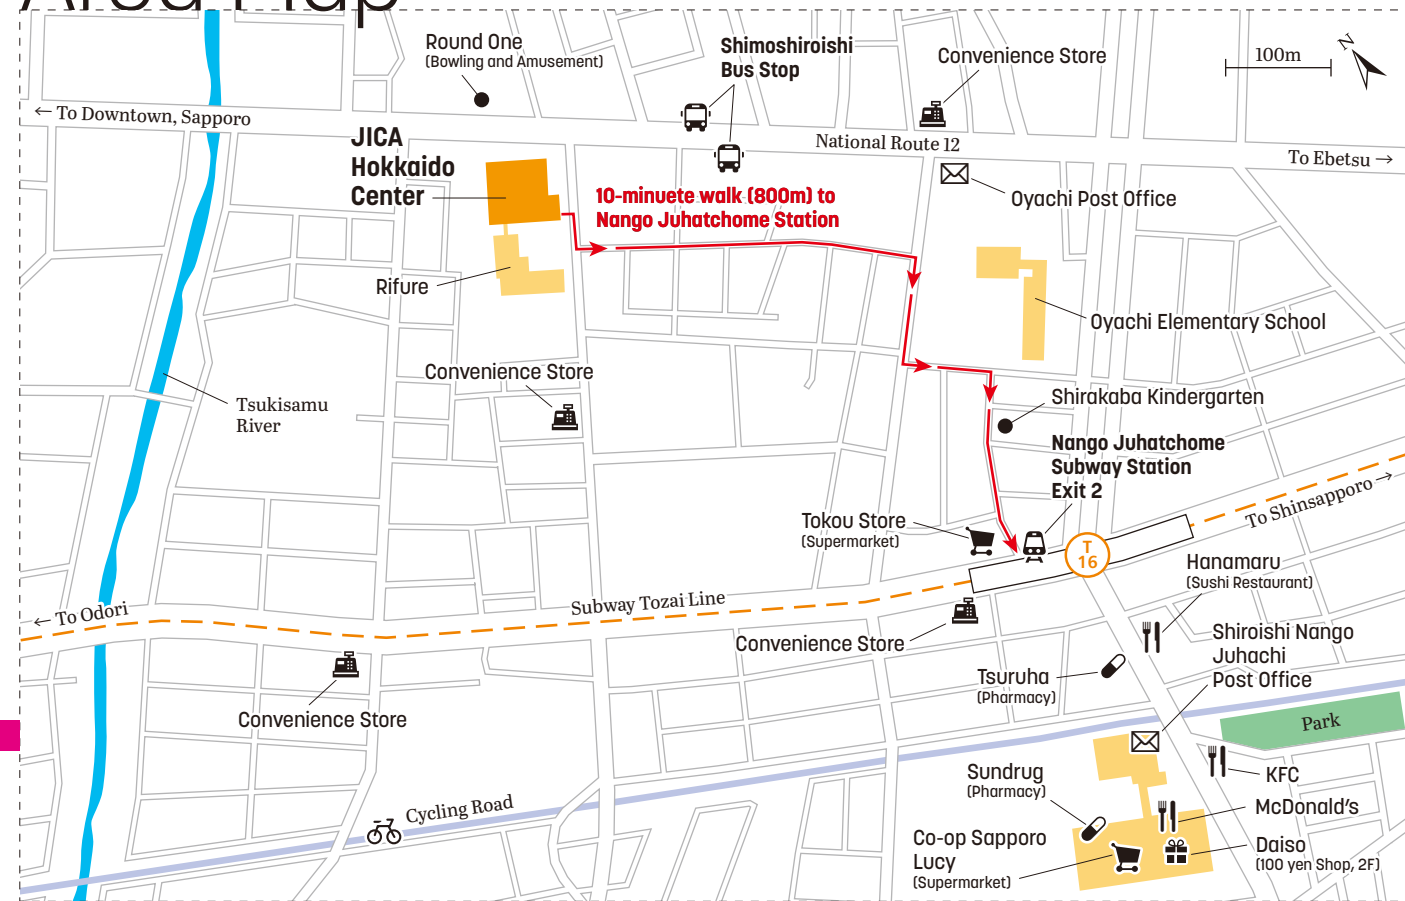 Area Map
Round One
(Bowling and Amusement)
Shimoshiroishi
Bus Stop
Convenience Store
100m
N
← To Downtown, Sapporo
JICA
Hokkaido
Center
National Route 12
To Ebetsu →
10-minuete walk (800m) to
Nango Juhatchome Station
Oyachi Post Office
Rifure
Oyachi Elementary School
Convenience Store
Tsukisamu
River
Shirakaba Kindergarten
Nango Juhatchome
Subway Station
Exit 2
To Shinsapporo →
Tokou Store
(Supermarket)
T
16
Hanamaru
(Sushi Restaurant)
← To Odori
Subway Tozai Line
Convenience Store
Shiroishi Nango
Juhachi
Post Office
Tsuruha
(Pharmacy)
Convenience Store
Park
Sundrug
(Pharmacy)
KFC
Cycling Road
McDonald's
Co-op Sapporo
Lucy
(Supermarket)
Daiso
(100 yen Shop, 2F)